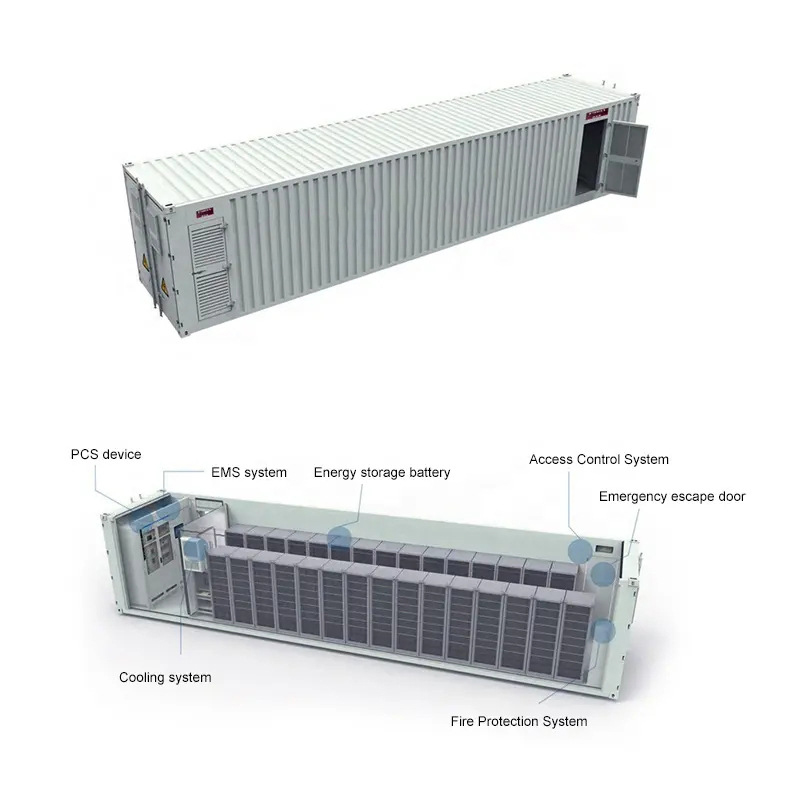 PCS device
EMS system
Energy storage battery
Access Control System
Emergency escape door
Cooling system
Fire Protection System